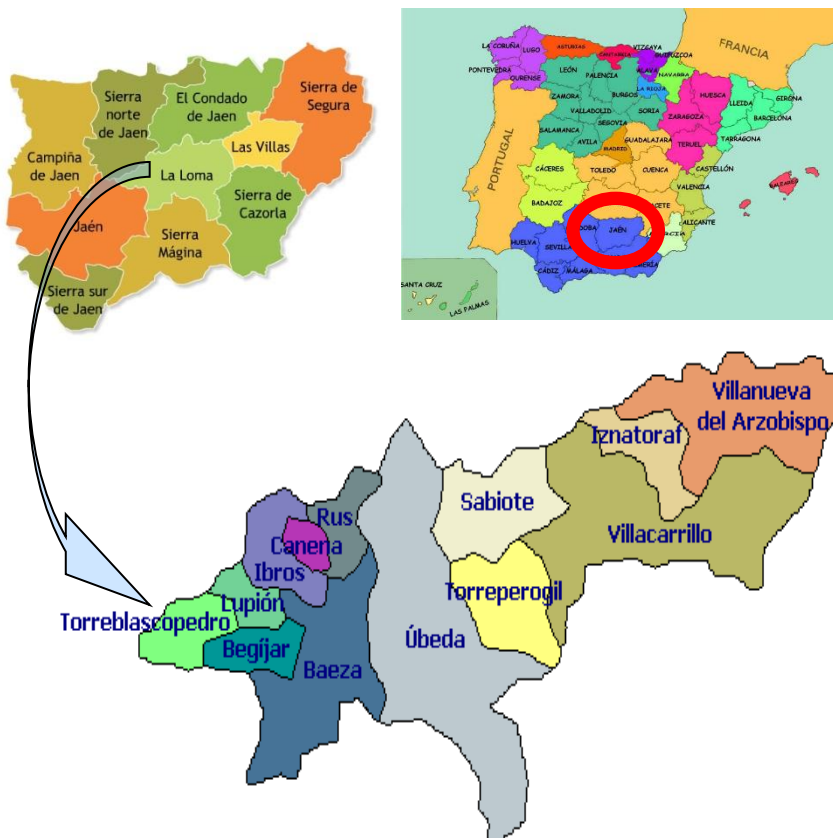 Sierra
norte
de Jaen
El Condado
de Jaen
Sierra de
Segura
Campiña
de Jaen
Las Villas
La Loma
Sierra de
Cazorla
Jaén
Sierra
Mágina
Sierra sur
de Jaen
FRANCIA
PORTUGAL
LA CORUÑA
LUGO
ASTURIAS
CANTABRIA
VIZCAYA
GUIPUZCOA
PONTEVEDRA
OURENSE
LEÓN
PALENCIA
BURGOS
ALAVA
NAVARRA
LA RIOJA
HUESCA
LLEIDA
GIRONA
BARCELONA
TARRAGONA
ZAMORA
VALLADOLID
SORIA
ZARAGOZA
SEGOVIA
SALAMANCA
AVILA
MADRID
GUADALAJARA
TERUEL
CASTELLÓN
CÁCERES
TOLEDO
CUENCA
VALENCIA
BALEARES
BADAJOZ
ALICANTE
JAÉN
HUELVA
SEVILLA
CÁDIZ
MÁLAGA
SANTA CRUZ
LAS PALMAS
Villanueva
del Arzobispo
Iznatoraf
Sabiote
Villacarrillo
Rus
Canena
Ibros
Torreperogil
Lupión
Torreblascopedro
Begíjar
Baeza
Úbeda